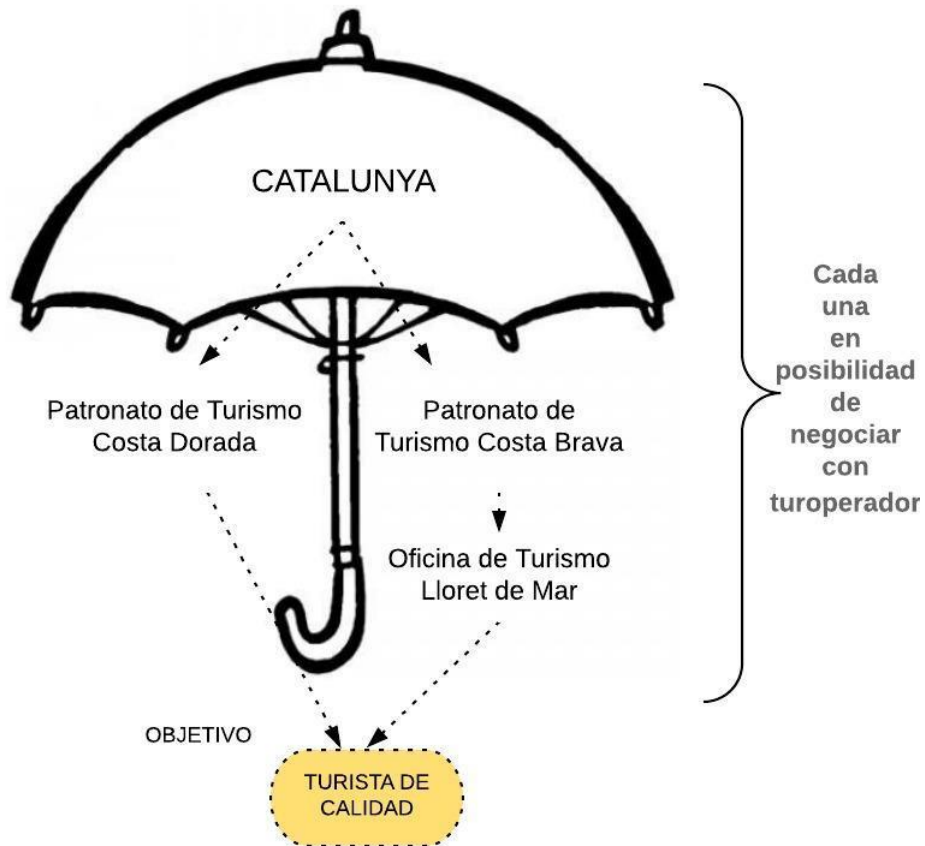 CATALUNYA
Patronato de Turismo
Costa Dorada
Patronato de
Turismo Costa Brava
Oficina de Turismo
Lloret de Mar
OBJETIVO
TURISTA DE
CALIDAD
Cada
una
en
posibilidad
de
negociar
con
turoperador